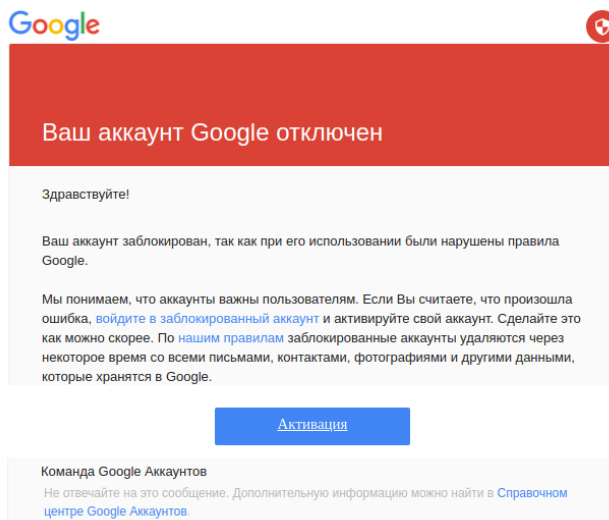 Google
Ваш аккаунт Google отключен
Здравствуйте!
Ваш аккаунт заблокирован, так как при его использовании были нарушены правила
Google.
Мы понимаем, что аккаунты важны пользователям. Если Вы считаете, что произошла
ошибка, войдите в заблокированный аккаунт и активируйте свой аккаунт. Сделайте это
как можно скорее. По нашим правилам заблокированные аккаунты удаляются через
некоторое время со всеми письмами, контактами, фотографиями и другими данными,
которые хранятся в Google.
Активация
Команда Google Аккаунтов
Не отвечайте на это сообщение. Дополнительную информацию можно найти в Справочном
центре Google Аккаунтов.